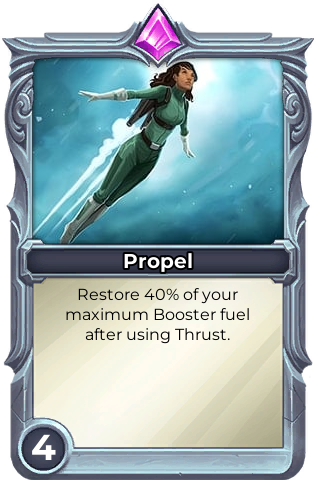 Propel
Restore 40% of your
maximum Booster fuel
after using Thrust.
4